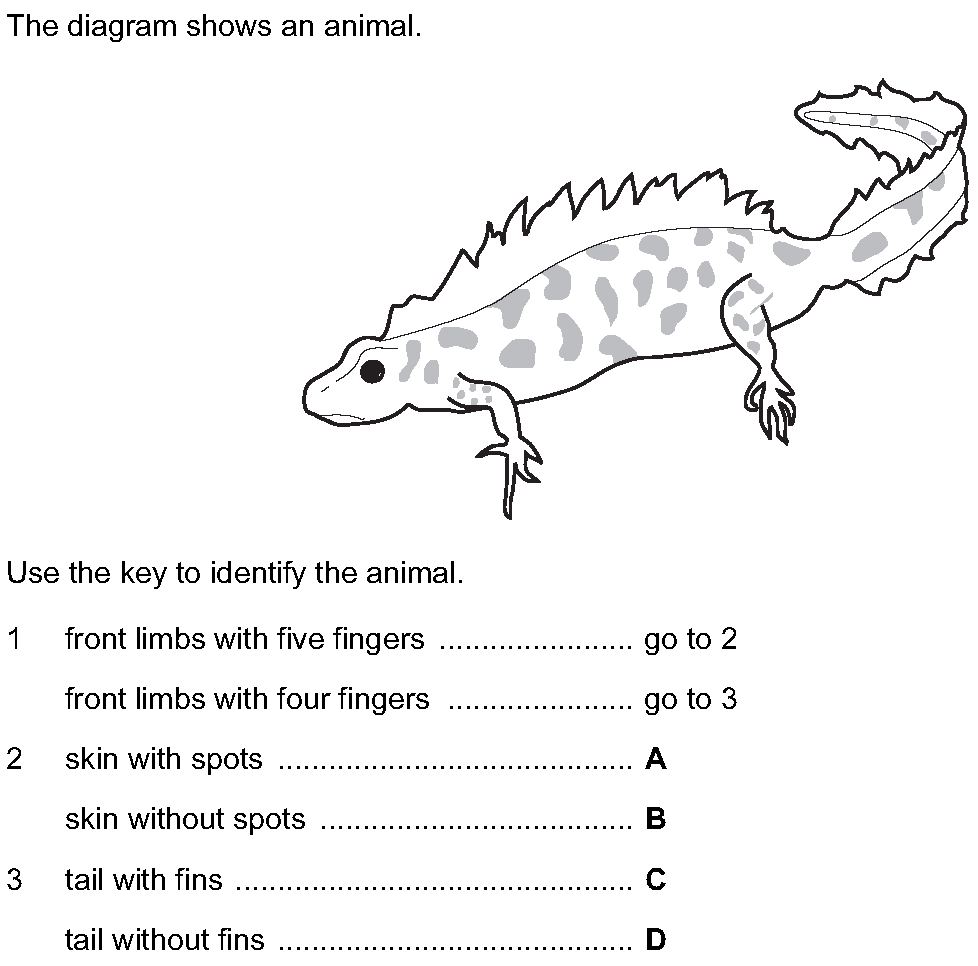 The diagram shows an animal.
Use the key to identify the animal.
1 front limbs with five fingers ....................... go to 2
front limbs with four fingers ...................... go to 3
2 skin with spots .......................................... A
skin without spots ..................................... B
3 tail with fins ............................................... C
tail without fins .......................................... D